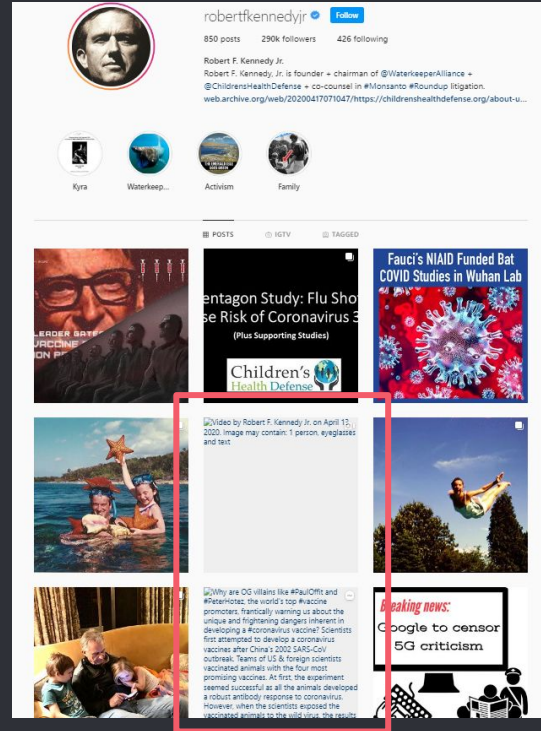 robertfkennedyjr
Follow
850 posts 290k followers 426 following
Robert F. Kennedy Jr.
Robert F. Kennedy, Jr. is founder + chairman of @WaterkeeperAlliance +
@ChildrensHealthDefense + co-counsel in #Monsanto #Roundup litigation.
web.archive.org/web/20200417071047/https://childrenshealthdefense.org/about-u...
Kyra Waterkeep... Activism Family
POSTS IGTV TAGGED
LEADER GATE
VACCINE
ON
entagon Study: Flu Sho
se Risk of Coronavirus 3
(Plus Supporting Studies)
Children's
Health Defense
Fauci's NIAID Funded Bat
COVID Studies in Wuhan Lab
Video by Robert F. Kennedy Jr. on April 13,
2020. Image may contain: 1 person, eyeglasses
and text
Why are OG villains like #PaulOffit and
#PeterHotez, the world's top #vaccine
promoters, frantically warning us about the
unique and frightening dangers inherent in
developing a #coronavirus vaccine? Scientists
first attempted to develop a coronavirus
vaccines after China's 2002 SARS-CoV
outbreak. Teams of US & foreign scientists
vaccinated animals with the four most
promising vaccines. At first, the experiment
seemed successful as all the animals developed
a robust antibody response to coronavirus.
However, when the scientists exposed the
vaccinated animals to the wild virus, the results
Breaking news:
Google to censor
5G criticism